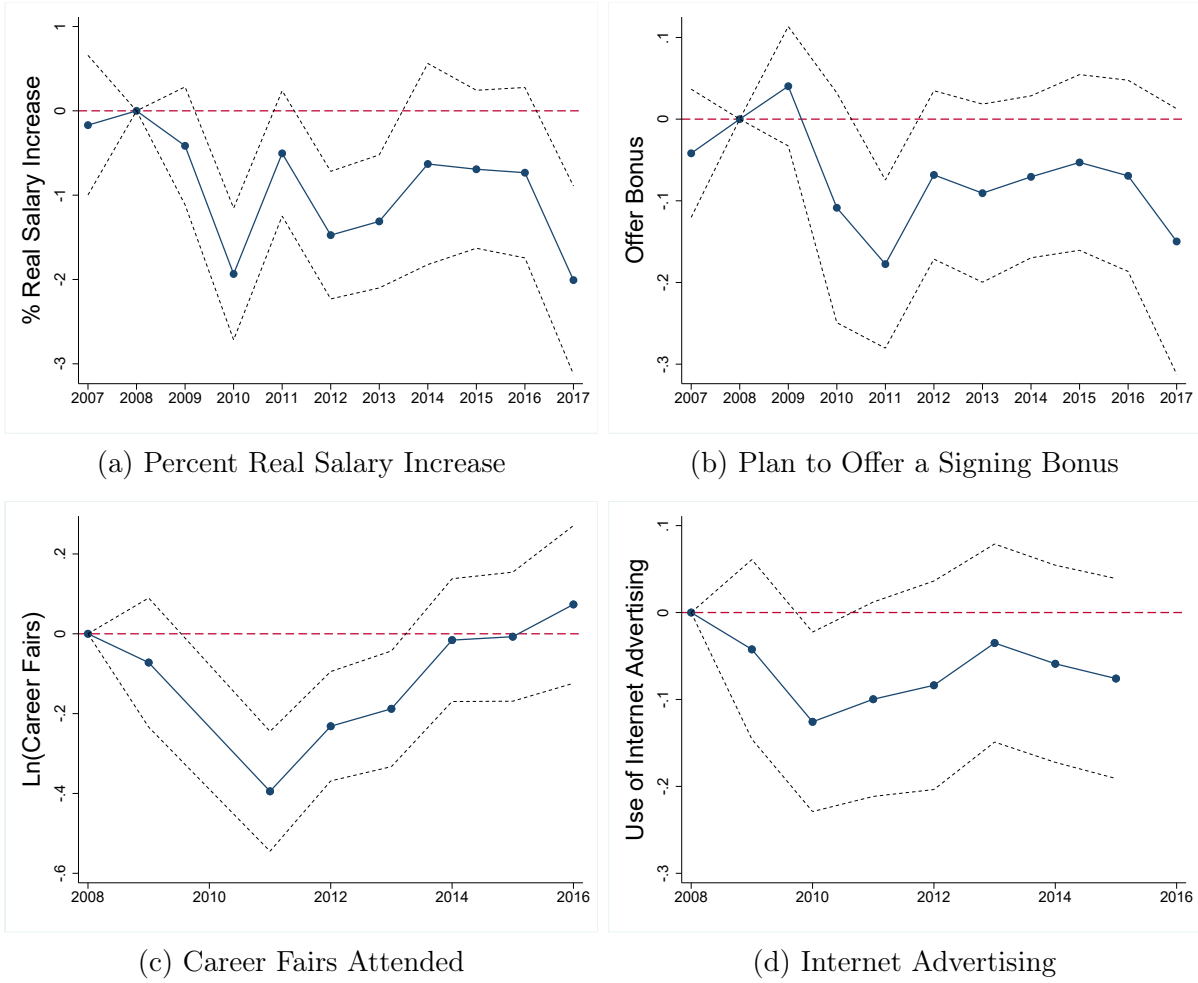 % Real Salary Increase
1
0
-1
-2
-3
2007 2008 2009 2010 2011 2012 2013 2014 2015 2016 2017
(a) Percent Real Salary Increase
Offer Bonus
.1
0
-.1
-.2
-.3
2007 2008 2009 2010 2011 2012 2013 2014 2015 2016 2017
(b) Plan to Offer a Signing Bonus
Ln(Career Fairs)
.2
0
-.2
-.4
-.6
2008 2010 2012 2014 2016
(c) Career Fairs Attended
Use of Internet Advertising
.1
0
-.1
-.2
-.3
2008 2010 2012 2014 2016
(d) Internet Advertising